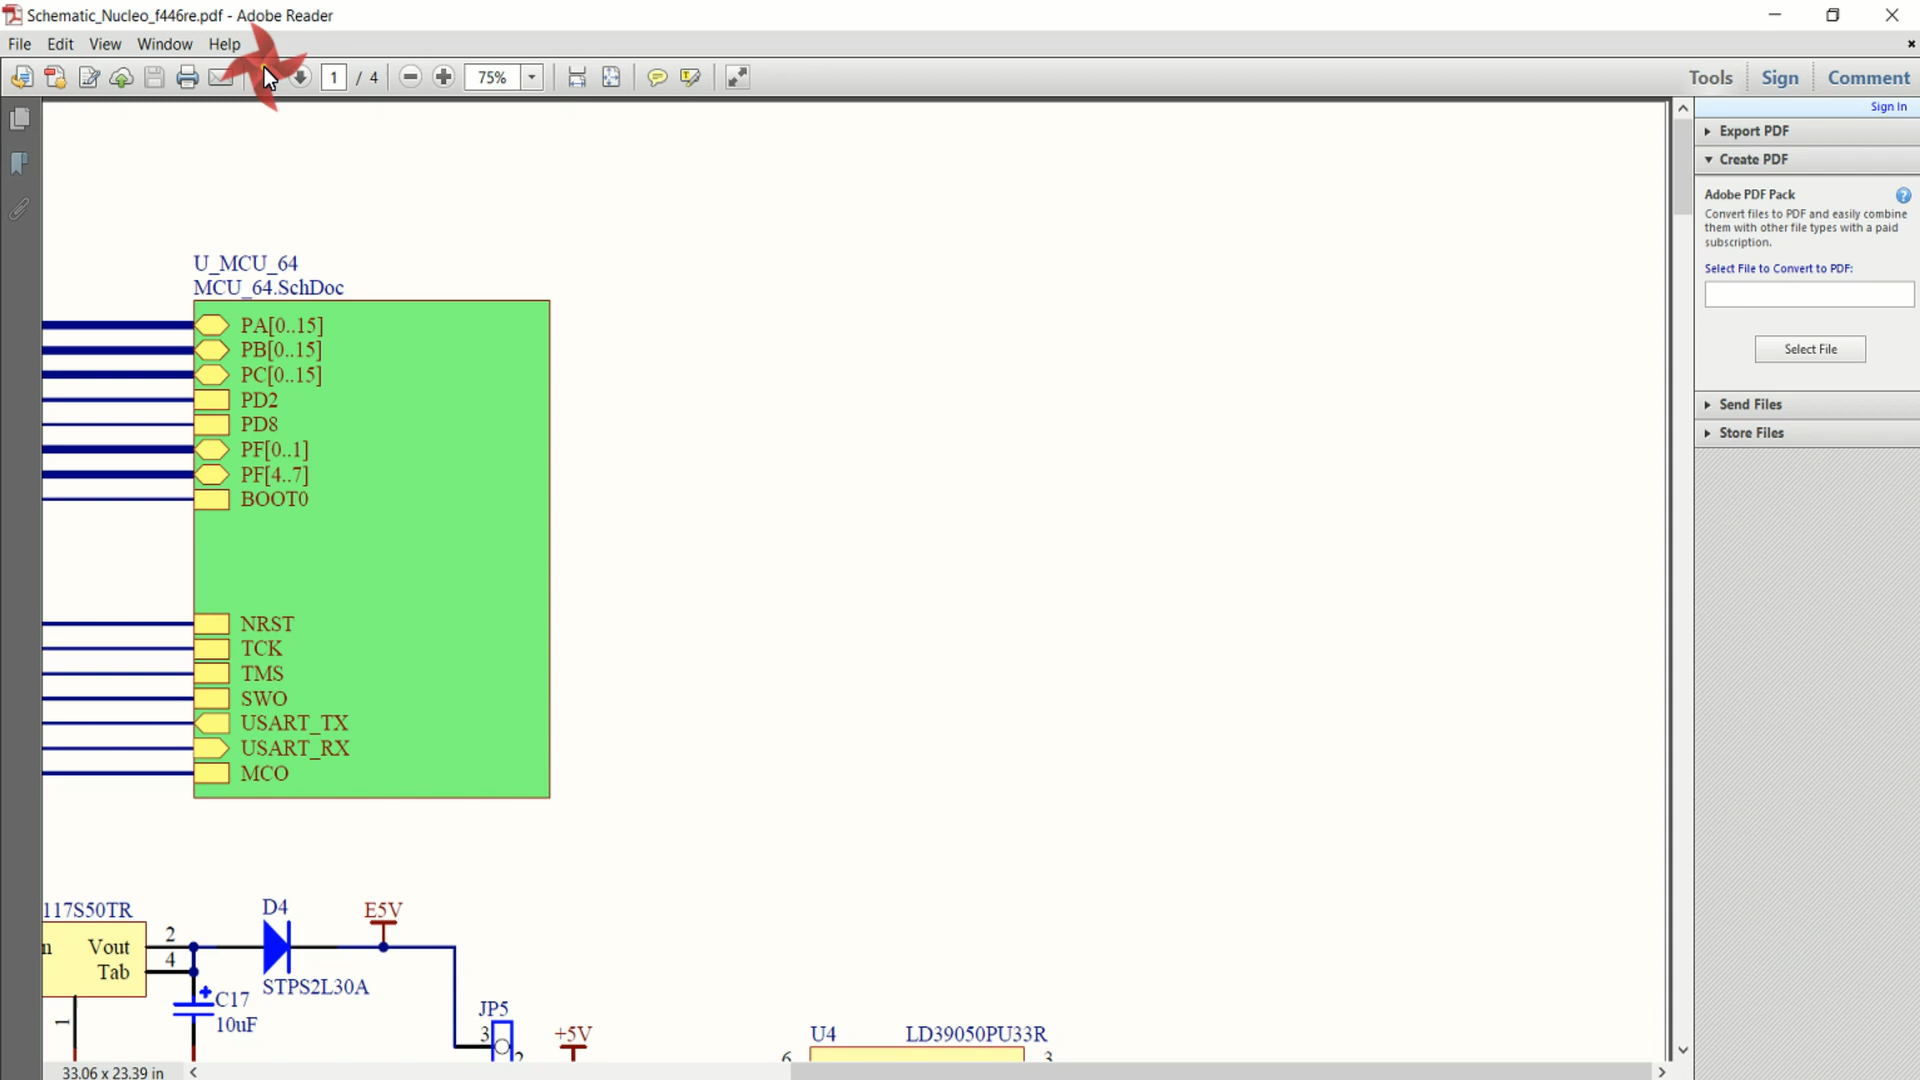 Schematic_Nucleo_f446re.pdf - Adobe Reader
File Edit View Window Help
1 / 4 75% Tools Sign Comment
Sign In
Export PDF
Create PDF
Adobe PDF Pack
Convert files to PDF and easily combine
them with other file types with a paid
subscription.
Select File to Convert to PDF:
Select File
Send Files
Store Files
U_MCU_64
MCU_64.SchDoc
PA[0..15]
PB[0..15]
PC[0..15]
PD2
PD8
PF[0..1]
PF[4..7]
BOOT0
NRST
TCK
TMS
SWO
USART_TX
USART_RX
MCO
117S50TR
D4
E5V
2
n Vout
4
Tab
STPS2L30A
C17
10uF
1
JP5
3
2
+5V
U4 LD39050PU33R
6
3
33.06 x 23.39 in